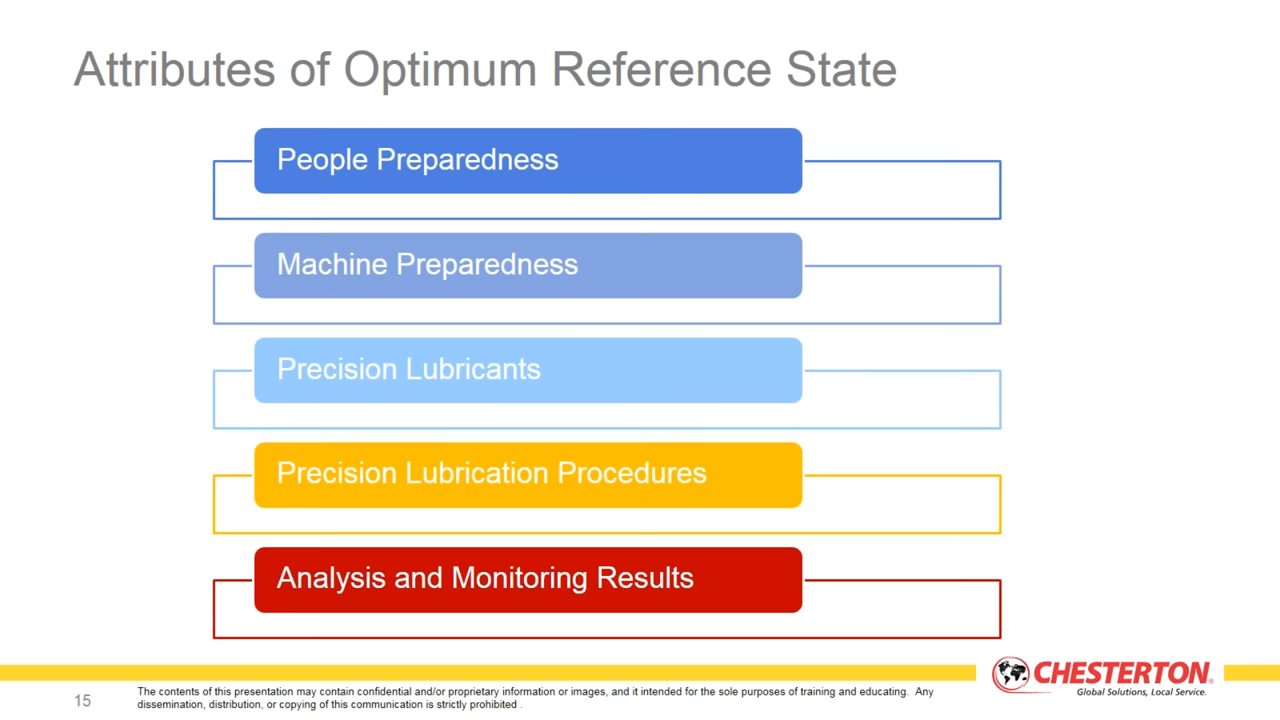 Attributes of Optimum Reference State
People Preparedness
Machine Preparedness
Precision Lubricants
Precision Lubrication Procedures
Analysis and Monitoring Results
CHESTERTON®
Global Solutions, Local Service.
15
The contents of this presentation may contain confidential and/or proprietary information or images, and it intended for the sole purposes of training and educating. Any
dissemination, distribution, or copying of this communication is strictly prohibited .